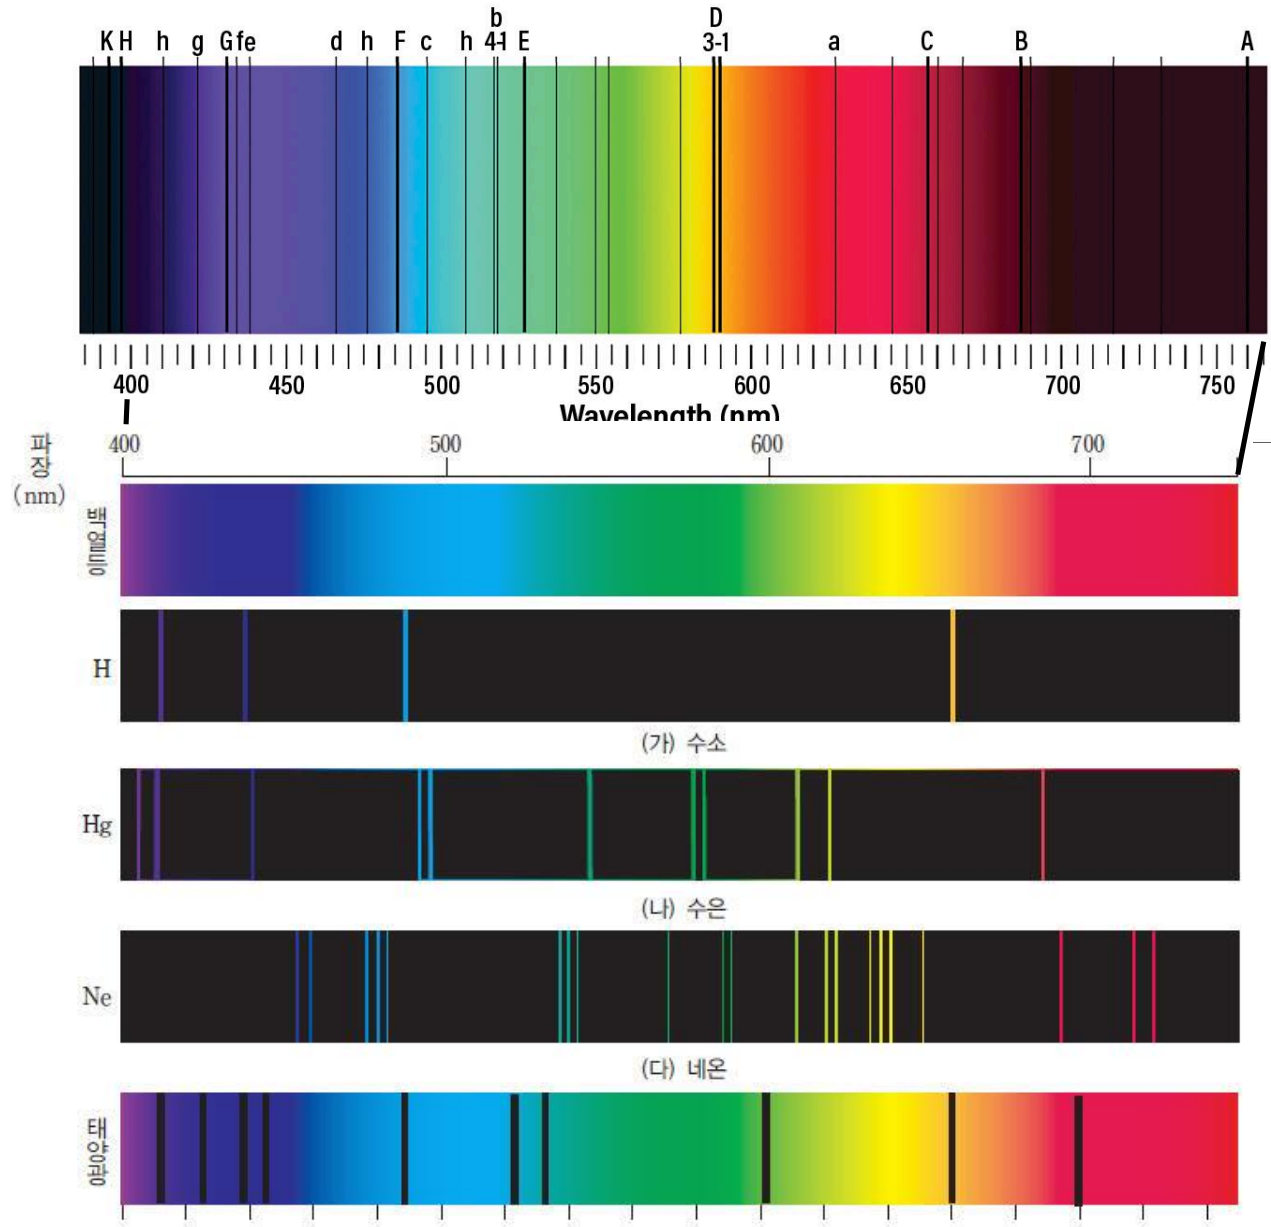 b D
K H h g G f e d h F c h 4-1 E 3-1 a C B A
400 450 500 550 600 650 700 750
Wavelength (nm)
파장
(nm)
400 500 600 700
백열등
H
(가) 수소
Hg
(나) 수은
Ne
(다) 네온
태양광